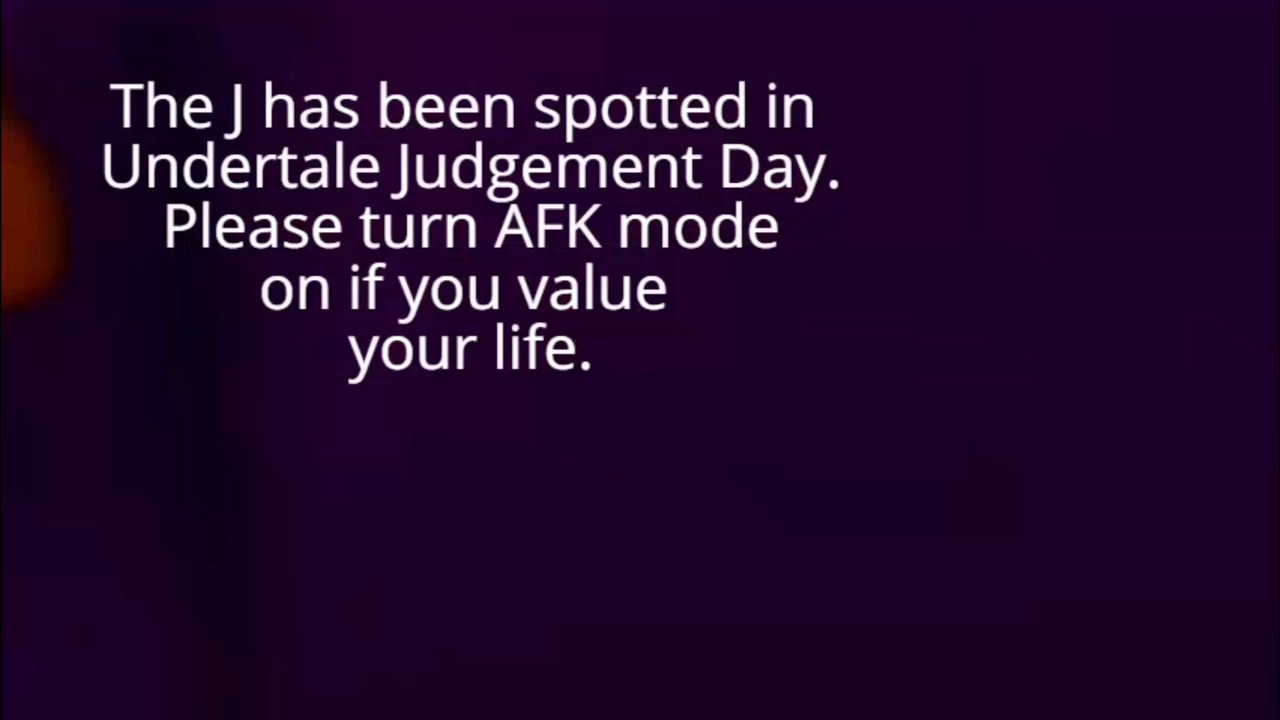 The J has been spotted in
Undertale Judgement Day.
Please turn AFK mode
on if you value
your life.